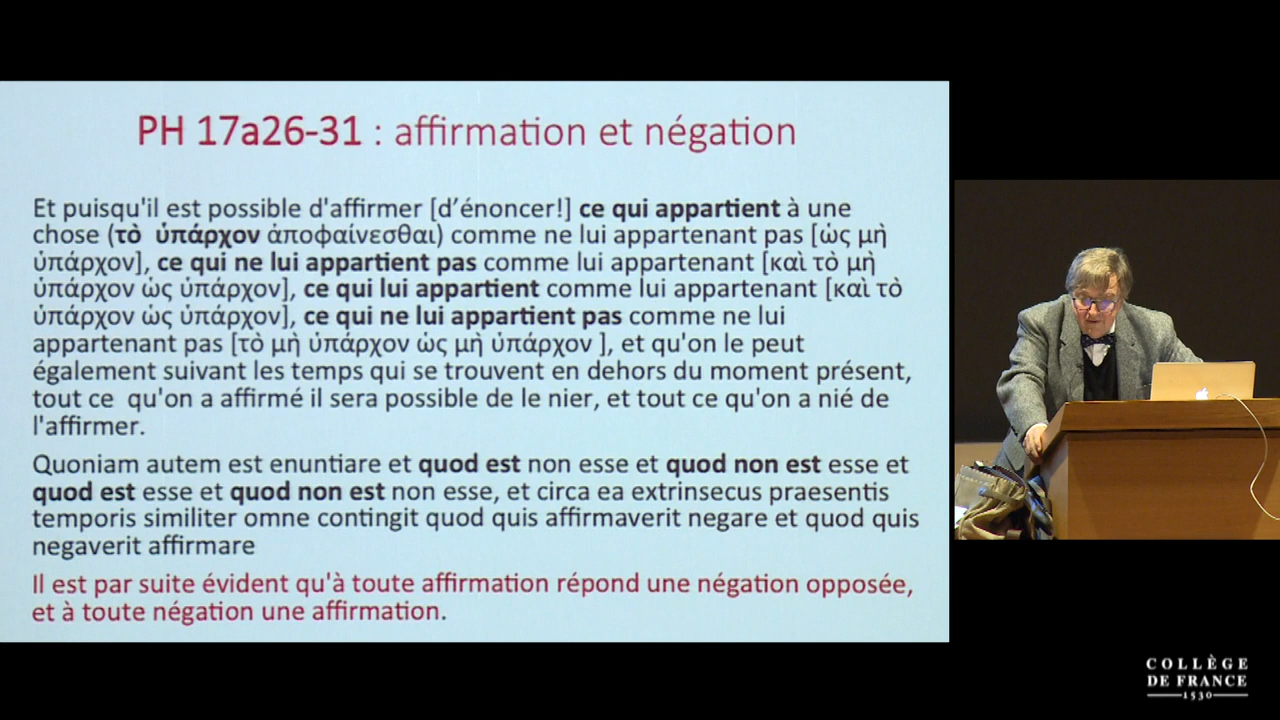 PH 17a26-31 : affirmation et négation
Et puisqu'il est possible d'affirmer [d’énoncer!] ce qui appartient à une
chose (τὸ ὑπάρχον ἀποφαίνεσθαι) comme ne lui appartenant pas [ὡς μὴ
ὑπάρχον], ce qui ne lui appartient pas comme lui appartenant [καὶ τὸ μὴ
ὑπάρχον ὡς ὑπάρχον], ce qui lui appartient comme lui appartenant [καὶ τὸ
ὑπάρχον ὡς ὑπάρχον], ce qui ne lui appartient pas comme ne lui
appartenant pas [τὸ μὴ ὑπάρχον ὡς μὴ ὑπάρχον ], et qu'on le peut
également suivant les temps qui se trouvent en dehors du moment présent,
tout ce qu'on a affirmé il sera possible de le nier, et tout ce qu'on a nié de
l'affirmer.
Quoniam autem est enuntiare et quod est non esse et quod non est esse et
quod est esse et quod non est non esse, et circa ea extrinsecus praesentis
temporis similiter omne contingit quod quis affirmaverit negare et quod quis
negaverit affirmare
Il est par suite évident qu'à toute affirmation répond une négation opposée,
et à toute négation une affirmation.
COLLÈGE
DE FRANCE
1530